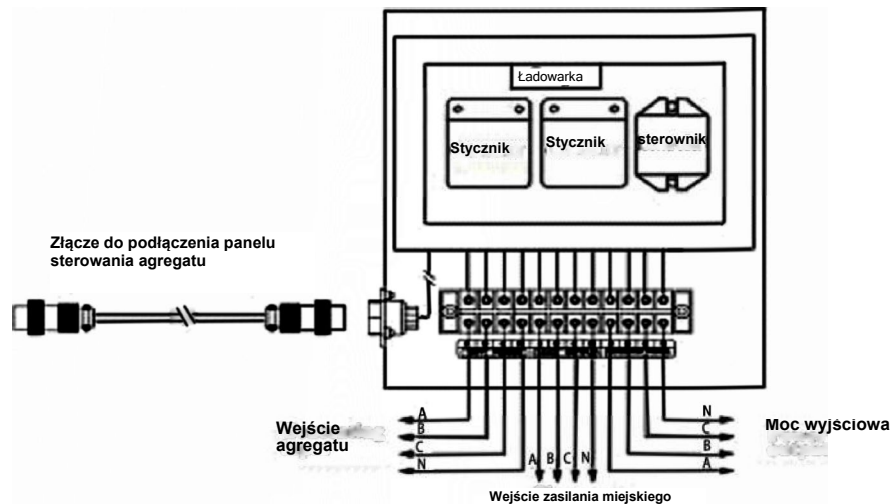 Ładowarka
Stycznik
Stycznik
sterownik
Złącze do podłączenia panelu
sterowania agregatu
A
B
C
N
Wejście
agregatu
A B C N
N
C
B
A
Moc wyjściowa
Wejście zasilania miejskiego